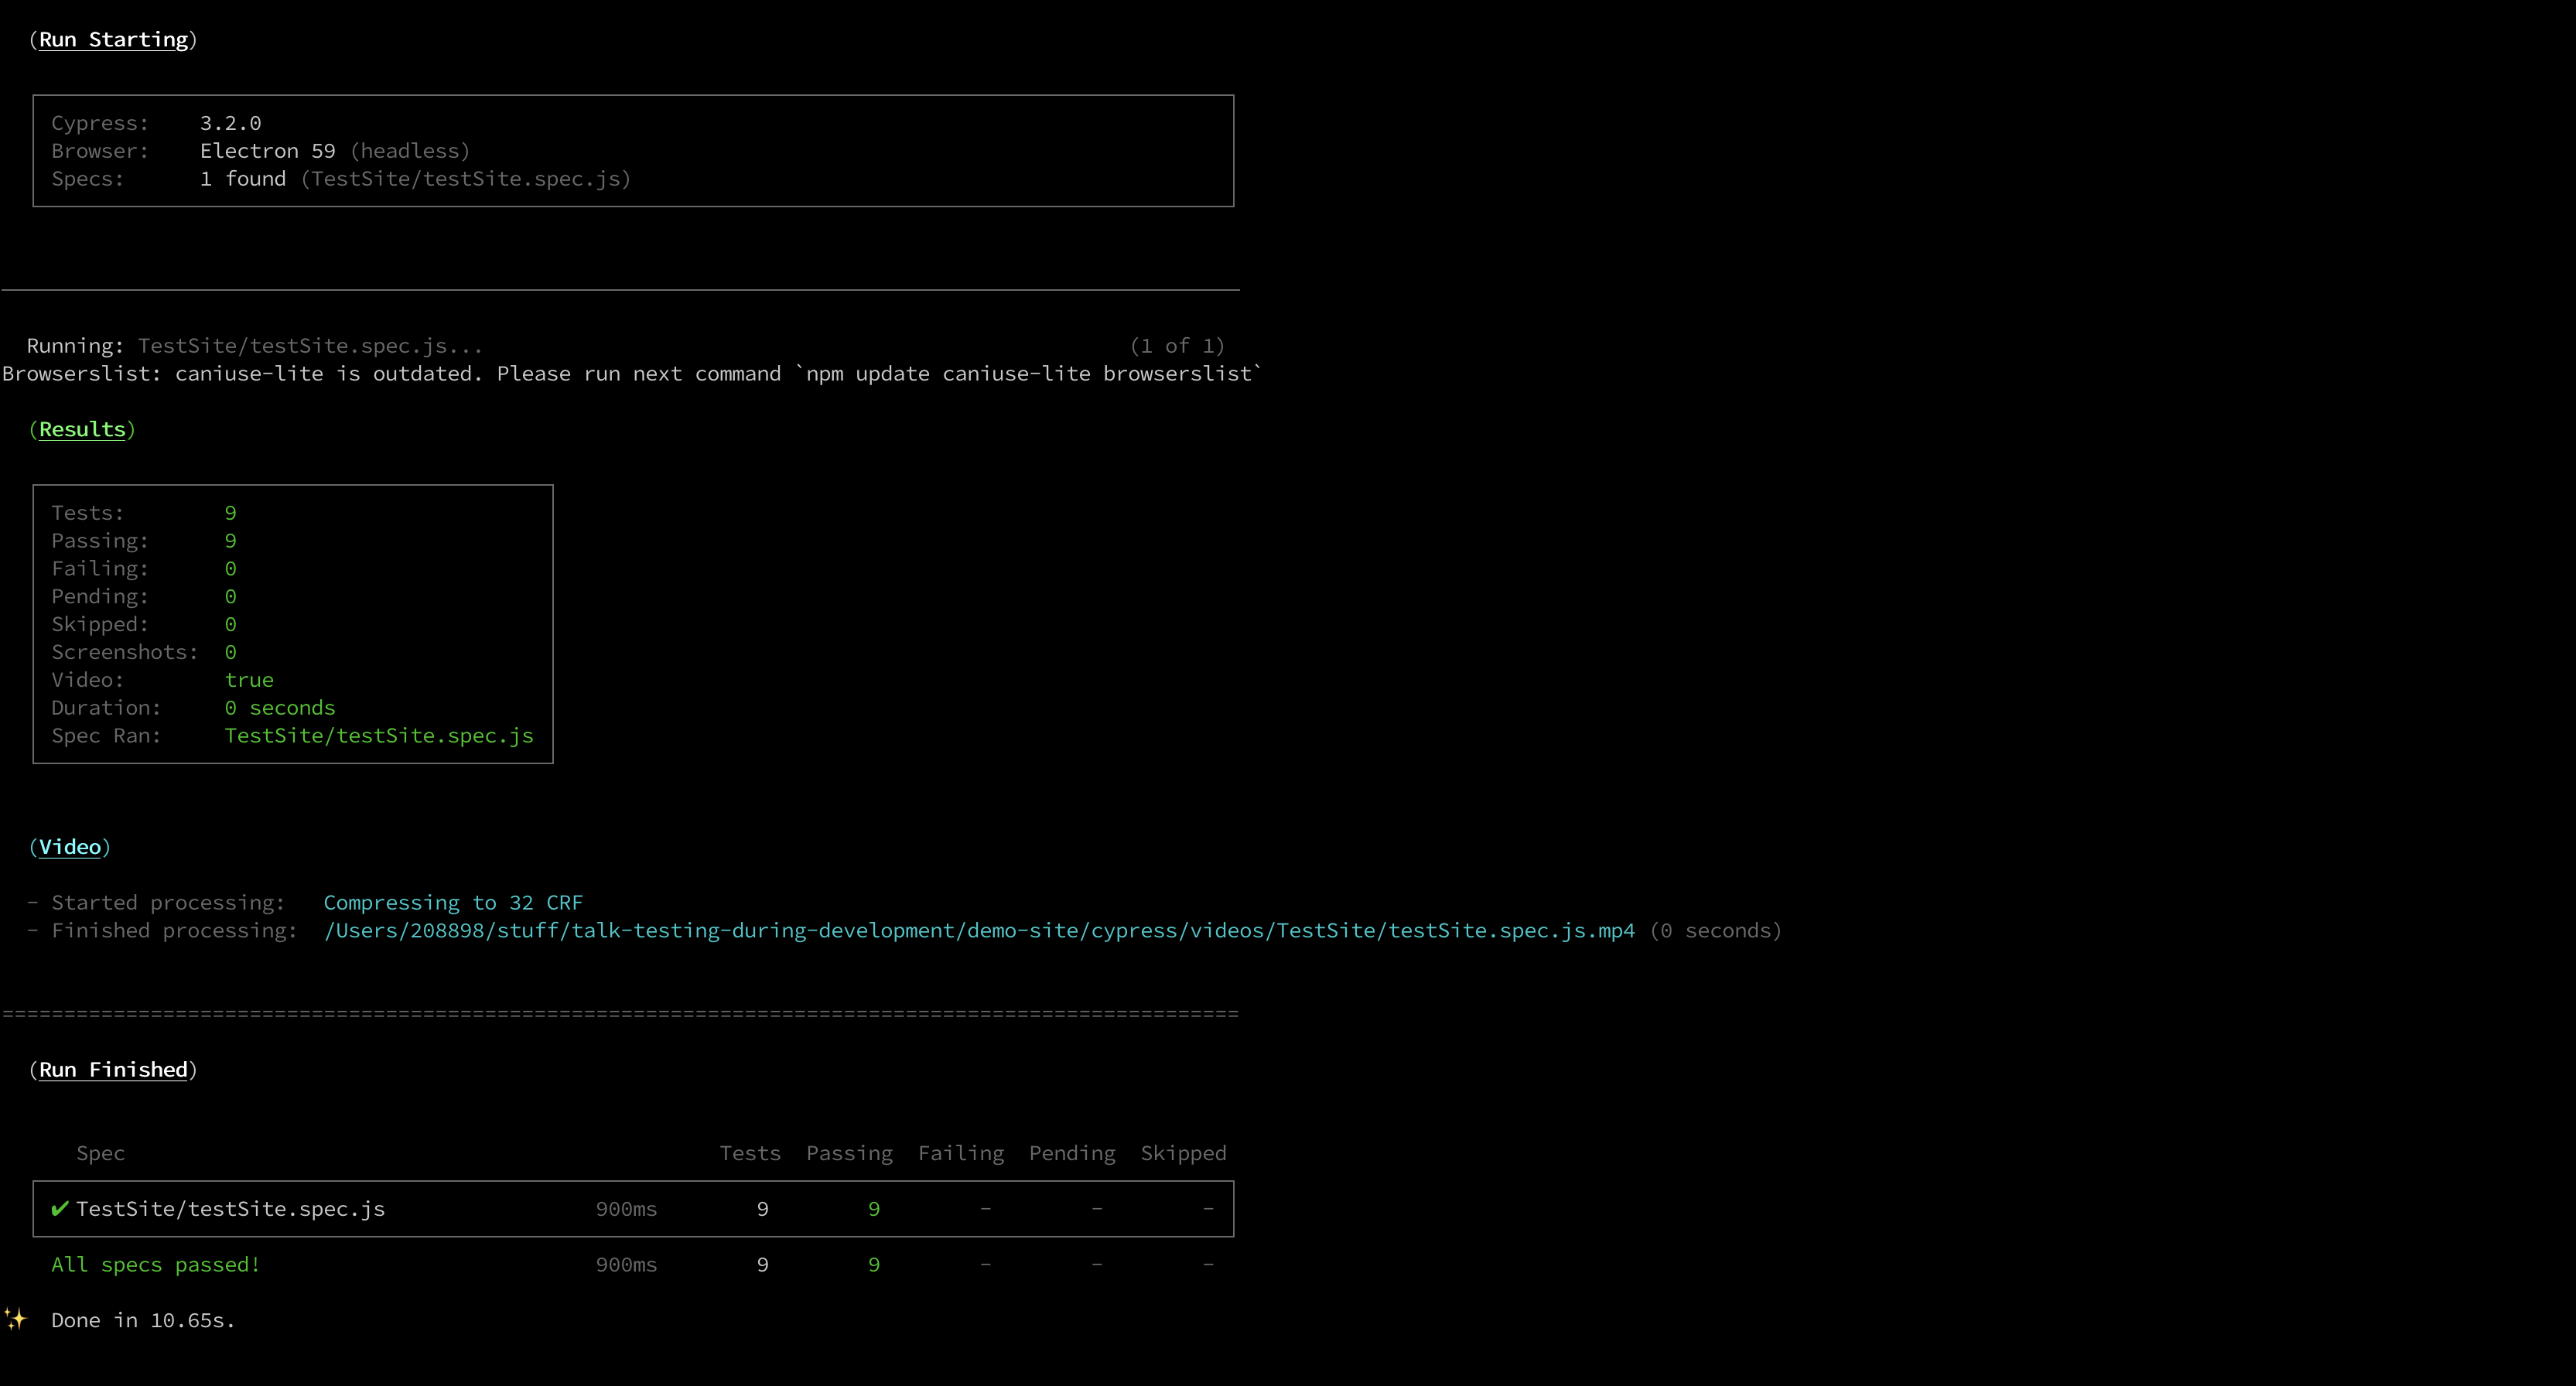 (Run Starting)
Cypress: 3.2.0
Browser: Electron 59 (headless)
Specs: 1 found (TestSite/testSite.spec.js)
Running: TestSite/testSite.spec.js... (1 of 1)
Browserslist: caniuse-lite is outdated. Please run next command `npm update caniuse-lite browserslist`
(Results)
Tests: 9
Passing: 9
Failing: 0
Pending: 0
Skipped: 0
Screenshots: 0
Video: true
Duration: 0 seconds
Spec Ran: TestSite/testSite.spec.js
(Video)
- Started processing: Compressing to 32 CRF
- Finished processing: /Users/208898/stuff/talk-testing-during-development/demo-site/cypress/videos/TestSite/testSite.spec.js.mp4 (0 seconds)
====================================================================================================
(Run Finished)
Spec Tests Passing Failing Pending Skipped
✔ TestSite/testSite.spec.js 900ms 9 9 - - -
All specs passed! 900ms 9 9 - - -
✨ Done in 10.65s.